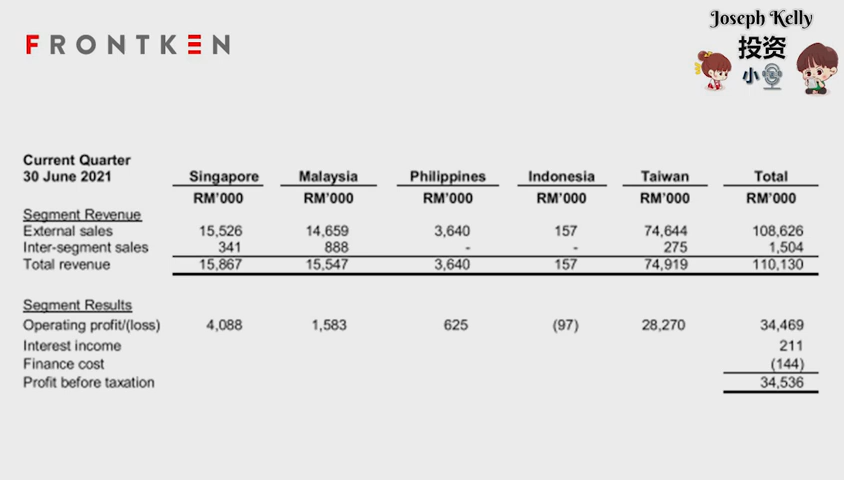 FRONTKEN
Joseph Kelly
投资
小
Current Quarter
30 June 2021 Singapore Malaysia Philippines Indonesia Taiwan Total
RM'000 RM'000 RM'000 RM'000 RM'000 RM'000
Segment Revenue
External sales 15,526 14,659 3,640 157 74,644 108,626
Inter-segment sales 341 888 - - 275 1,504
Total revenue 15,867 15,547 3,640 157 74,919 110,130
Segment Results
Operating profit/(loss) 4,088 1,583 625 (97) 28,270 34,469
Interest income 211
Finance cost (144)
Profit before taxation 34,536